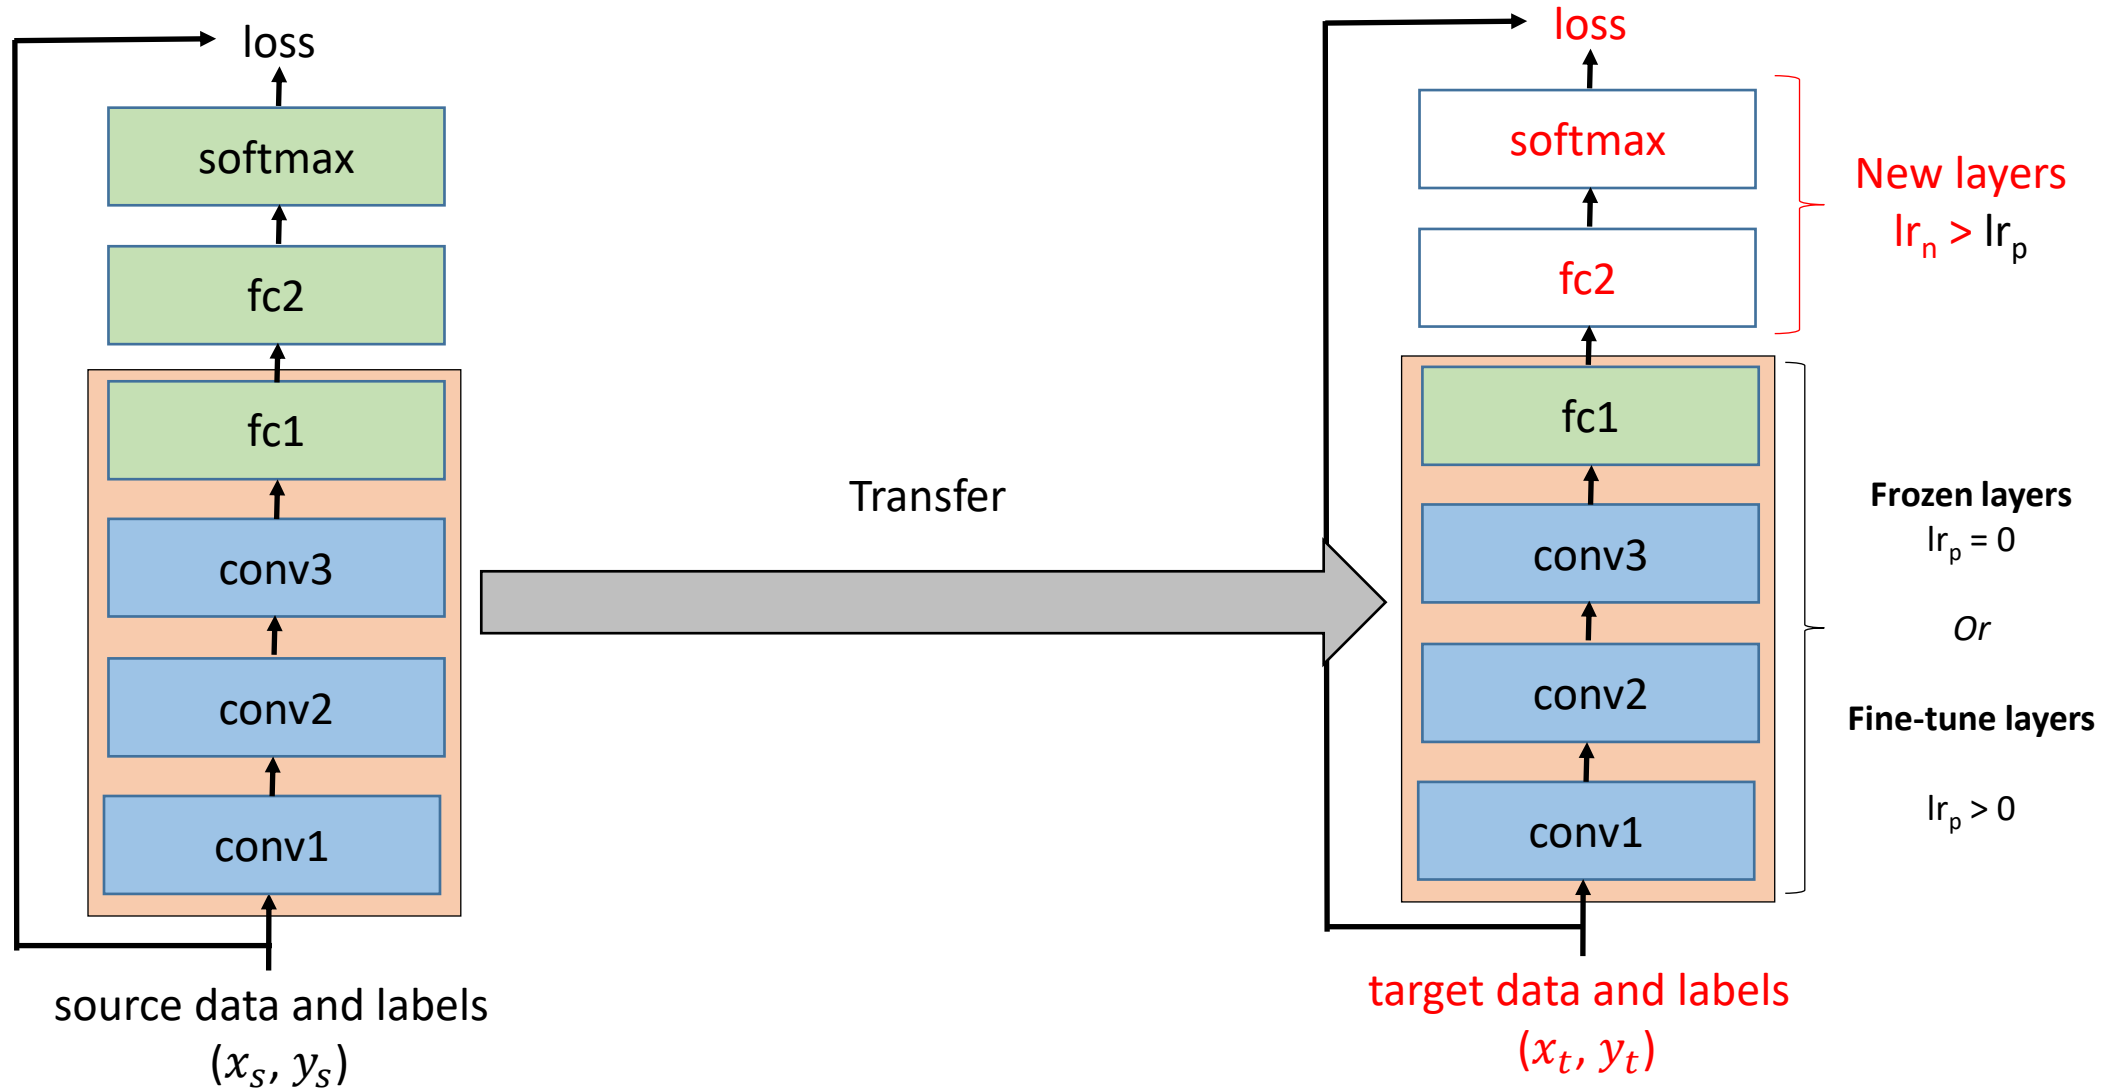 loss
softmax
fc2
fc1
conv3
conv2
conv1
source data and labels
(xₛ, yₛ)
Transfer
loss
softmax
fc2
fc1
conv3
conv2
conv1
target data and labels
(xₜ, yₜ)
New layers
lrₙ > lrₚ
Frozen layers
lrₚ = 0
Or
Fine-tune layers
lrₚ > 0